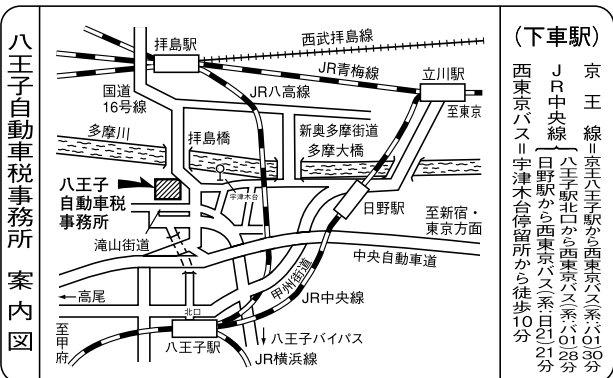 八王子自動車税事務所　案内図
拝島駅
西武拝島線
JR青梅線
立川駅
至東京
国道
16号線
JR八高線
多摩川
拝島橋
新奥多摩街道
多摩大橋
八王子
自動車税
事務所
宇津木台
日野駅
至新宿・
東京方面
滝山街道
中央自動車道
甲州街道
高尾
北口
JR中央線
至甲府
八王子駅
八王子バイパス
JR横浜線
(下車駅)
京王線=京王八王子駅から西東京バス(系:バ01)30分
JR中央線{八王子駅北口から西東京バス(系:バ01)28分
日野駅から西東京バス(系:日21)21分
西東京バス=宇津木台停留所から徒歩10分